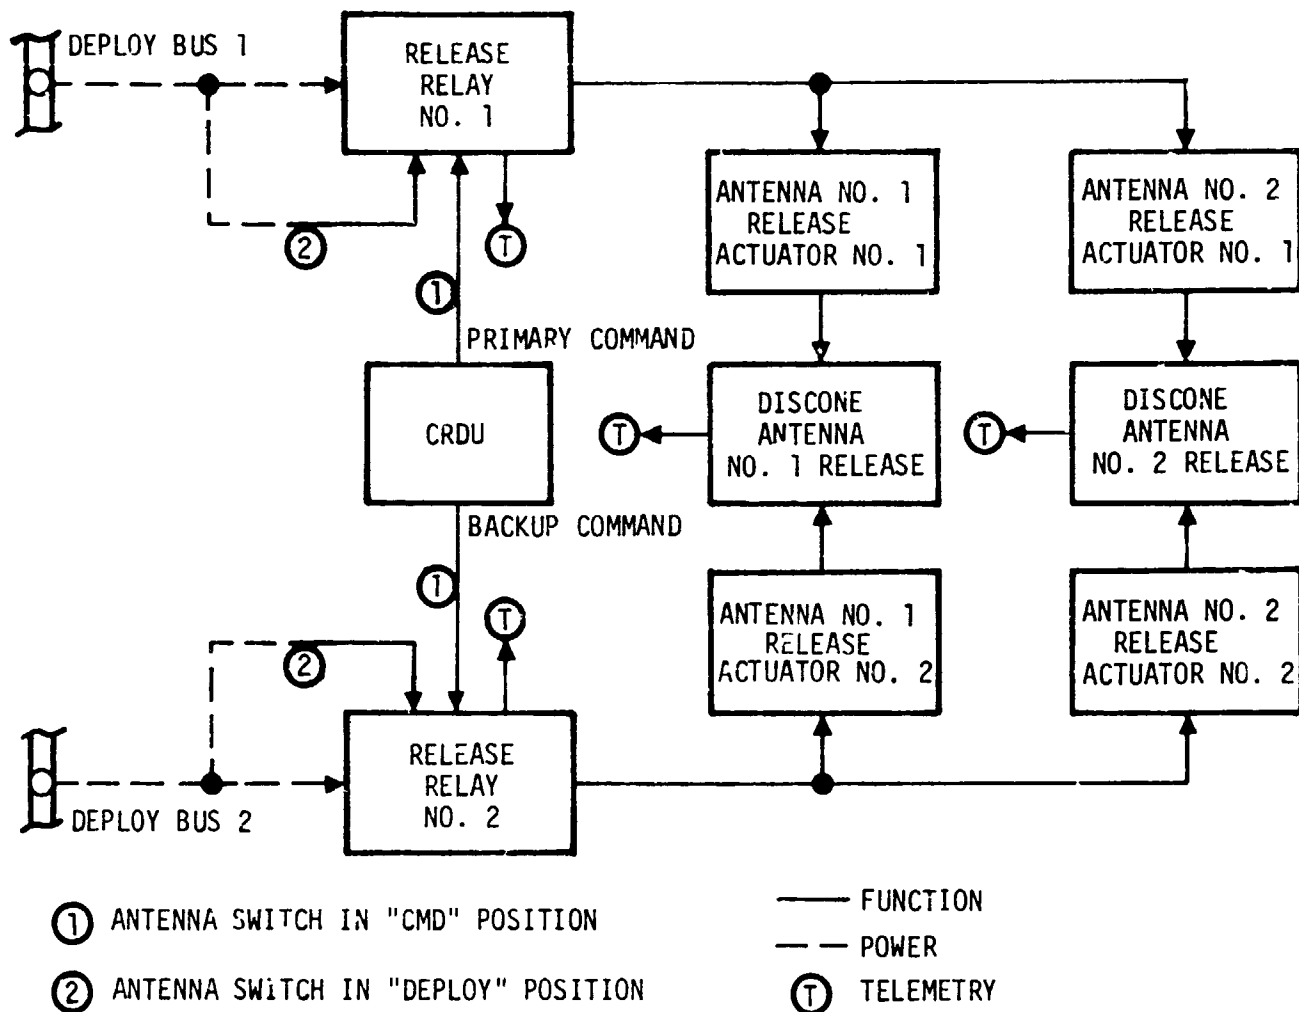 DEPLOY BUS 1
RELEASE
RELAY
NO. 1
2
T
1
PRIMARY COMMAND
ANTENNA NO. 1
RELEASE
ACTUATOR NO. 1
ANTENNA NO. 2
RELEASE
ACTUATOR NO. 1
CRDU
T
DISCONE
ANTENNA
NO. 1 RELEASE
T
DISCONE
ANTENNA
NO. 2 RELEASE
BACKUP COMMAND
1
T
2
ANTENNA NO. 1
RELEASE
ACTUATOR NO. 2
ANTENNA NO. 2
RELEASE
ACTUATOR NO. 2
DEPLOY BUS 2
RELEASE
RELAY
NO. 2
1 ANTENNA SWITCH IN "CMD" POSITION
2 ANTENNA SWITCH IN "DEPLOY" POSITION
FUNCTION
POWER
T TELEMETRY